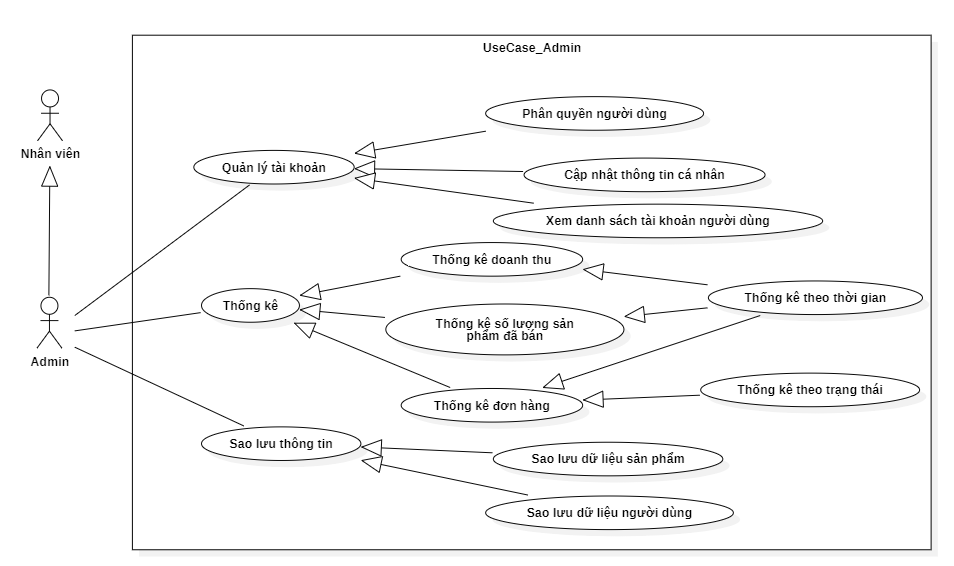 UseCase_Admin
Nhân viên
Phân quyền người dùng
Quản lý tài khoản
Cập nhật thông tin cá nhân
Xem danh sách tài khoản người dùng
Thống kê doanh thu
Thống kê
Thống kê theo thời gian
Thống kê số lượng sản
phẩm đã bán
Admin
Thống kê theo trạng thái
Thống kê đơn hàng
Sao lưu thông tin
Sao lưu dữ liệu sản phẩm
Sao lưu dữ liệu người dùng